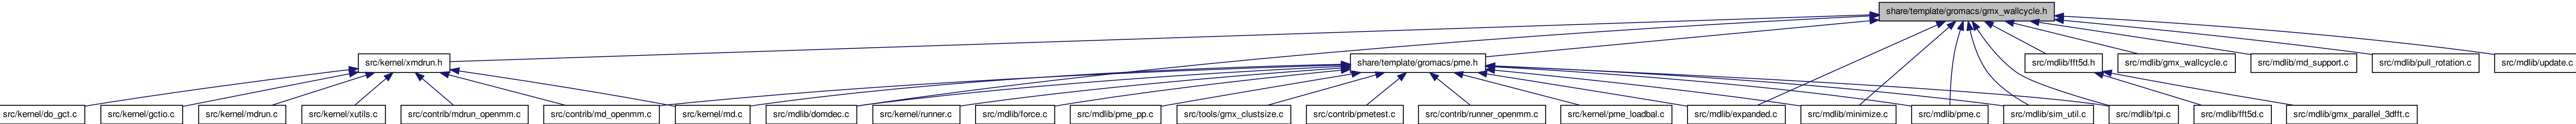 share/template/gromacs/gmx_wallcycle.h
src/kernel/xmdrun.h
share/template/gromacs/pme.h
src/mdlib/fft5d.h
src/mdlib/gmx_wallcycle.c
src/mdlib/md_support.c
src/mdlib/pull_rotation.c
src/mdlib/update.c
src/kernel/do_gct.c
src/kernel/gctio.c
src/kernel/mdrun.c
src/kernel/xutils.c
src/contrib/mdrun_openmm.c
src/contrib/md_openmm.c
src/kernel/md.c
src/mdlib/domdec.c
src/kernel/runner.c
src/mdlib/force.c
src/mdlib/pme_pp.c
src/tools/gmx_clustsize.c
src/contrib/pmetest.c
src/contrib/runner_openmm.c
src/kernel/pme_loadbal.c
src/mdlib/expanded.c
src/mdlib/minimize.c
src/mdlib/pme.c
src/mdlib/sim_util.c
src/mdlib/tpi.c
src/mdlib/fft5d.c
src/mdlib/gmx_parallel_3dfft.c